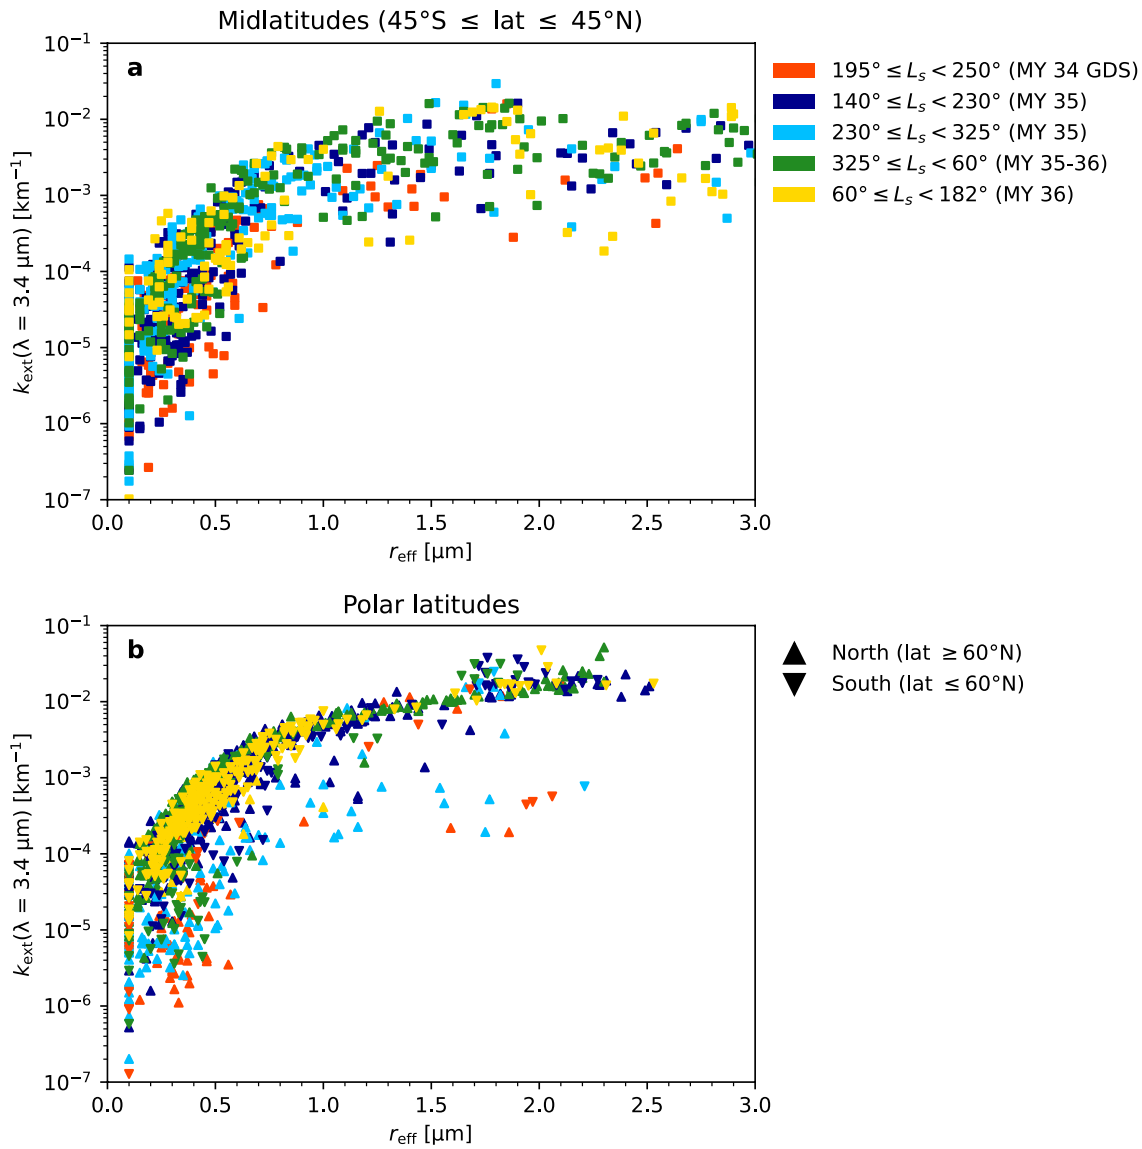 Midlatitudes (45°S ≤ lat ≤ 45°N)
a
10⁻¹
10⁻²
10⁻³
10⁻⁴
10⁻⁵
10⁻⁶
10⁻⁷
k_ext(λ = 3.4 μm) [km⁻¹]
0.0 0.5 1.0 1.5 2.0 2.5 3.0
r_eff [μm]
195° ≤ L_s < 250° (MY 34 GDS)
140° ≤ L_s < 230° (MY 35)
230° ≤ L_s < 325° (MY 35)
325° ≤ L_s < 60° (MY 35-36)
60° ≤ L_s < 182° (MY 36)
Polar latitudes
b
10⁻¹
10⁻²
10⁻³
10⁻⁴
10⁻⁵
10⁻⁶
10⁻⁷
k_ext(λ = 3.4 μm) [km⁻¹]
0.0 0.5 1.0 1.5 2.0 2.5 3.0
r_eff [μm]
North (lat ≥ 60°N)
South (lat ≤ 60°N)